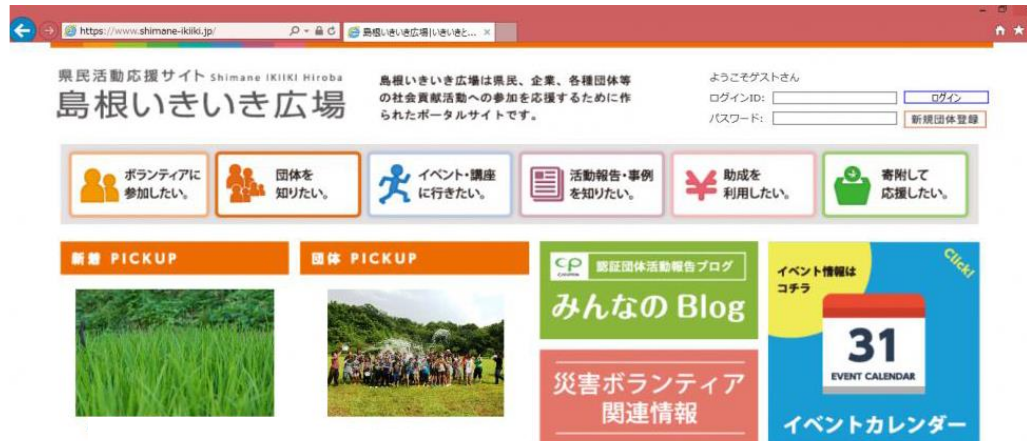 https://www.shimane-ikiiki.jp/
島根いきいき広場|いきいきと... ×
県民活動応援サイト Shimane IKIIKI Hiroba
島根いきいき広場
島根いきいき広場は県民、企業、各種団体等
の社会貢献活動への参加を応援するために作
られたポータルサイトです。
ようこそゲストさん
ログインID:
ログイン
パスワード:
新規団体登録
ボランティアに
参加したい。
団体を
知りたい。
イベント・講座
に行きたい。
活動報告・事例
を知りたい。
助成を
利用したい。
寄附して
応援したい。
新着 PICKUP
団体 PICKUP
認証団体活動報告ブログ
みんなの Blog
災害ボランティア
関連情報
イベント情報は
コチラ
Click!
31
EVENT CALENDAR
イベントカレンダー